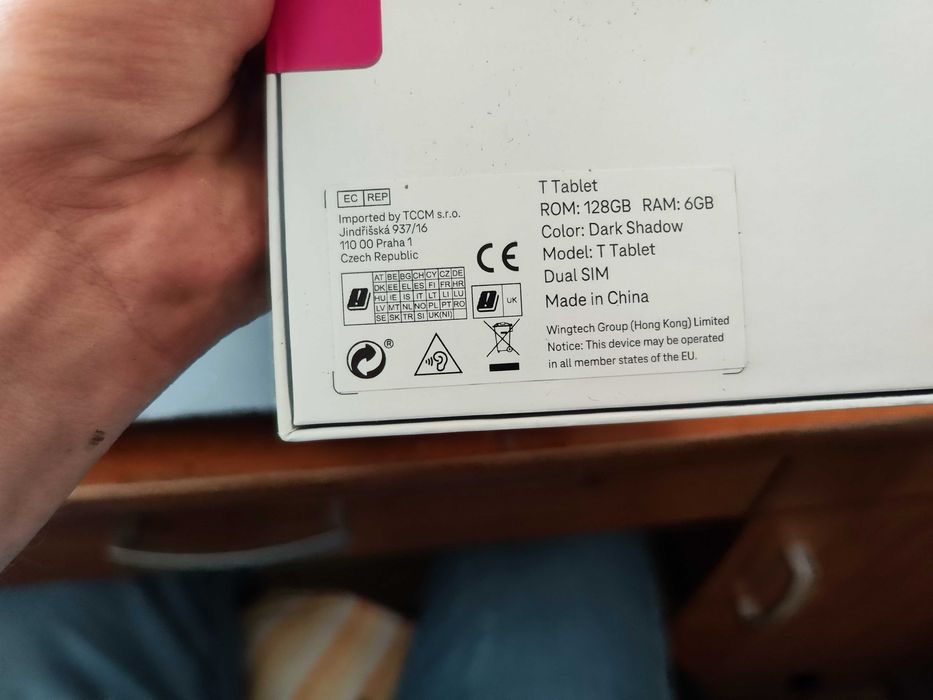 EC REP
Imported by TCCM s.r.o.
Jindřišská 937/16
110 00 Praha 1
Czech Republic
CE
AT BE BG CH CY CZ DE
DK EE EL ES FI FR HR
HU IE IS IT LT LI LU
LV MT NL NO PL PT RO
SE SK TR SI UK(NI)
UK
®
T Tablet
ROM: 128GB RAM: 6GB
Color: Dark Shadow
Model: T Tablet
Dual SIM
Made in China
Wingtech Group (Hong Kong) Limited
Notice: This device may be operated
in all member states of the EU.